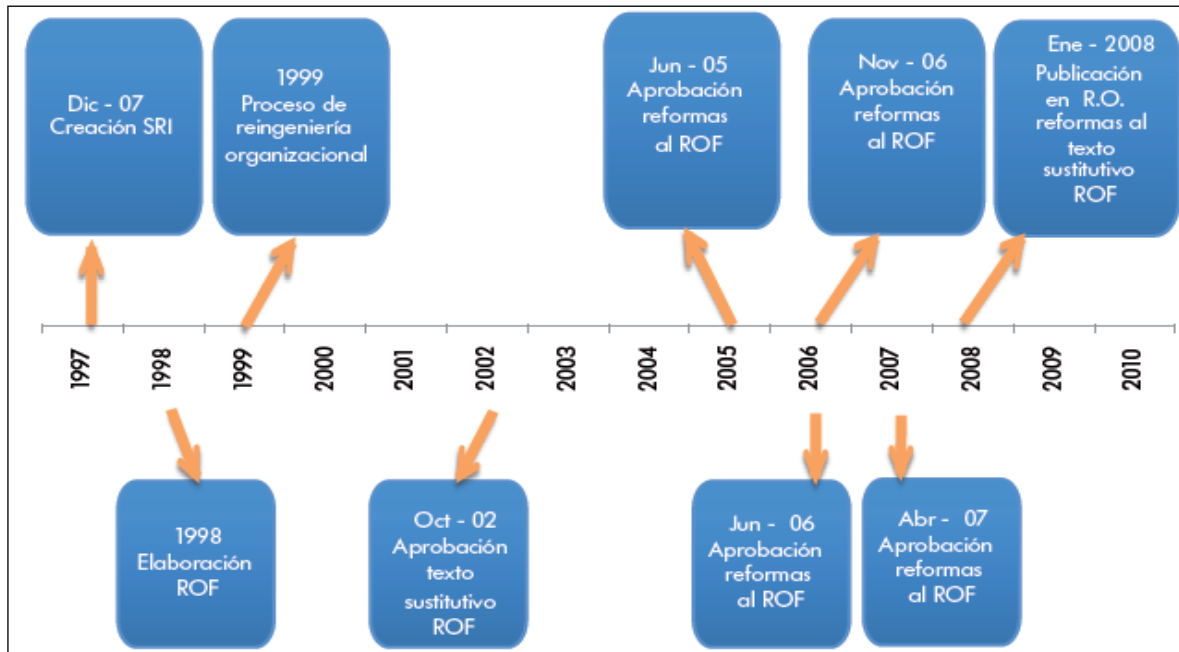 Dic - 07
Creación SRI
1999
Proceso de
reingeniería
organizacional
Jun - 05
Aprobación
reformas
al ROF
Nov - 06
Aprobación
reformas
al ROF
Ene - 2008
Publicación
en R.O.
reformas al
texto
sustitutivo
ROF
1997
1998
1999
2000
2001
2002
2003
2004
2005
2006
2007
2008
2009
2010
1998
Elaboración
ROF
Oct - 02
Aprobación
texto
sustitutivo
ROF
Jun - 06
Aprobación
reformas
al ROF
Abr - 07
Aprobación
reformas
al ROF